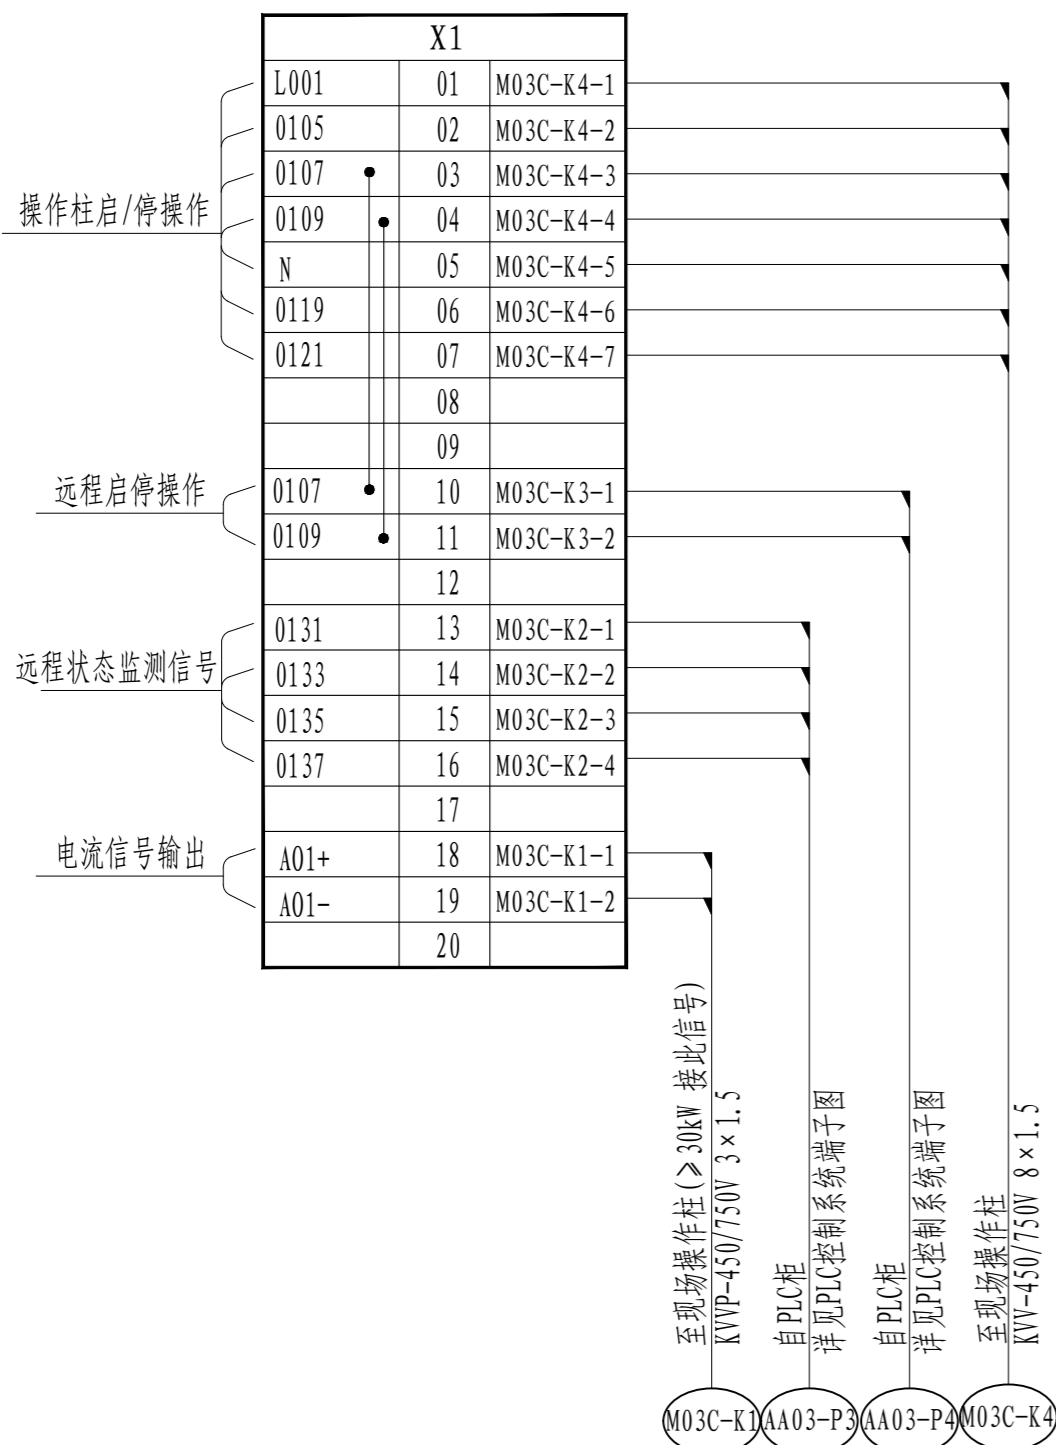 X1
L001 01 M03C-K4-1
0105 02 M03C-K4-2
0107 03 M03C-K4-3
操作柱启/停操作
0109 04 M03C-K4-4
N 05 M03C-K4-5
0119 06 M03C-K4-6
0121 07 M03C-K4-7
08
09
远程启停操作
0107 10 M03C-K3-1
0109 11 M03C-K3-2
12
0131 13 M03C-K2-1
远程状态监测信号
0133 14 M03C-K2-2
0135 15 M03C-K2-3
0137 16 M03C-K2-4
17
电流信号输出
A01+ 18 M03C-K1-1
A01- 19 M03C-K1-2
20
至现场操作柱(≥30kW 接此信号)
KVVP-450/750V 3×1.5
自PLC柜
详见PLC控制系统端子图
自PLC柜
详见PLC控制系统端子图
至现场操作柱
KVV-450/750V 8×1.5
M03C-K1
AA03-P3
AA03-P4
M03C-K4